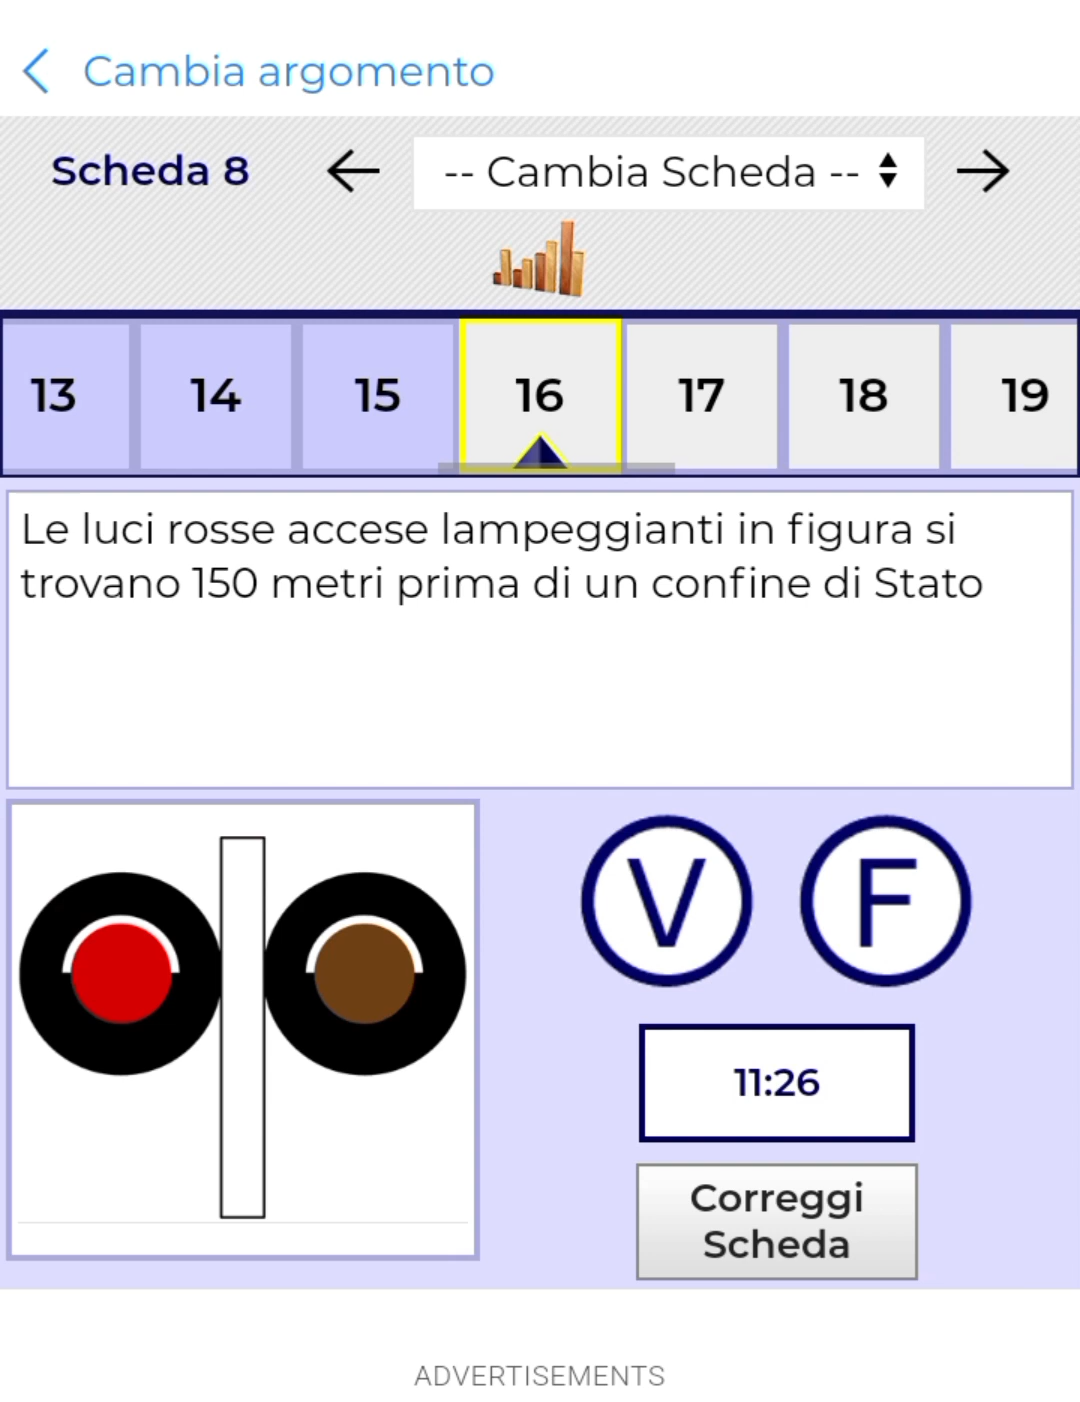 Cambia argomento
Scheda 8
-- Cambia Scheda --
13 14 15 16 17 18 19
Le luci rosse accese lampeggianti in figura si
trovano 150 metri prima di un confine di Stato
V F
11:26
Correggi
Scheda
ADVERTISEMENTS